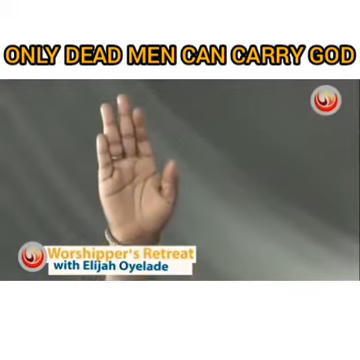 ONLY DEAD MEN CAN CARRY GOD
Worshipper's Retreat
with Elijah Oyelade